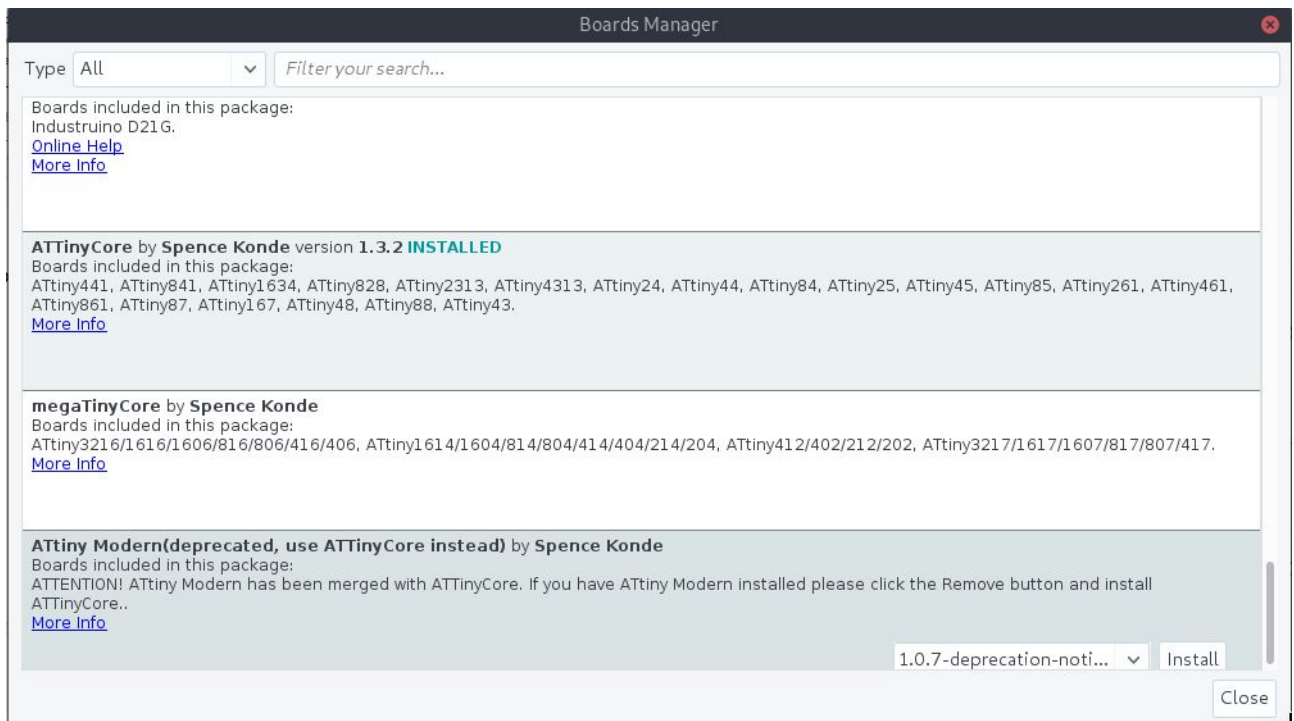 Boards Manager
Type All Filter your search...
Boards included in this package:
Industruino D21G.
Online Help
More Info
ATTinyCore by Spence Konde version 1.3.2 INSTALLED
Boards included in this package:
ATtiny441, ATtiny841, ATtiny1634, ATtiny828, ATtiny2313, ATtiny4313, ATtiny24, ATtiny44, ATtiny84, ATtiny25, ATtiny45, ATtiny85, ATtiny261, ATtiny461,
ATtiny861, ATtiny87, ATtiny167, ATtiny48, ATtiny88, ATtiny43.
More Info
megaTinyCore by Spence Konde
Boards included in this package:
ATtiny3216/1616/1606/816/806/416/406, ATtiny1614/1604/814/804/414/404/214/204, ATtiny412/402/212/202, ATtiny3217/1617/1607/817/807/417.
More Info
ATtiny Modern(deprecated, use ATTinyCore instead) by Spence Konde
Boards included in this package:
ATTENTION! ATtiny Modern has been merged with ATTinyCore. If you have ATtiny Modern installed please click the Remove button and install
ATTinyCore..
More Info
1.0.7-deprecation-noti... Install
Close